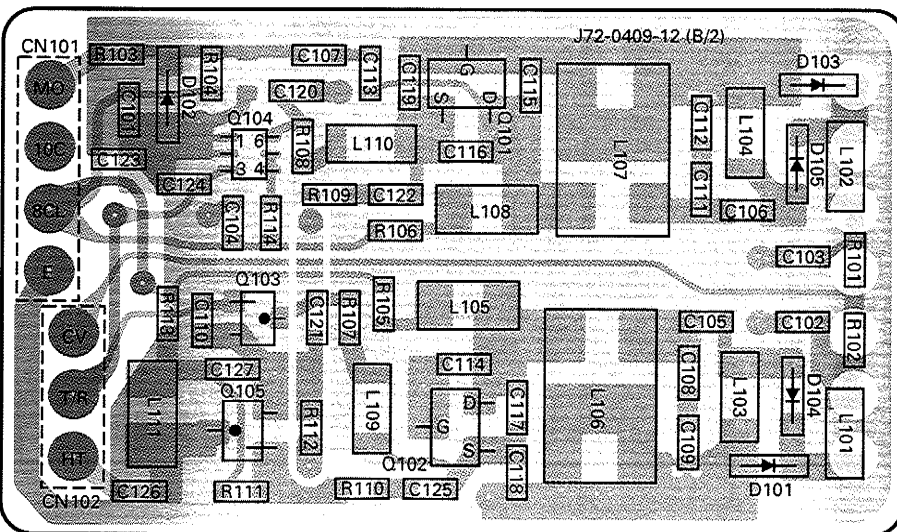 J72-0409-12 (B/2)
CN101
R103
C107
D103
MO
D102
R104
C113
C119
G
C115
C120
C101
S
D
Q101
Q104
C112
L104
1 6
3 4
R108
L110
C116
L107
D105
L102
10C
C123
C124
R109
C122
C111
8CL
C104
R114
L108
C106
R106
C103
R101
E
Q103
R113
C110
C121
R107
R105
L105
C105
C102
R102
CV
C127
C114
C108
Q105
T/R
L111
L109
D
C117
L106
L103
D104
L101
R112
G
S
C109
HT
Q102
C118
D101
CN102
C126
R111
R110
C125